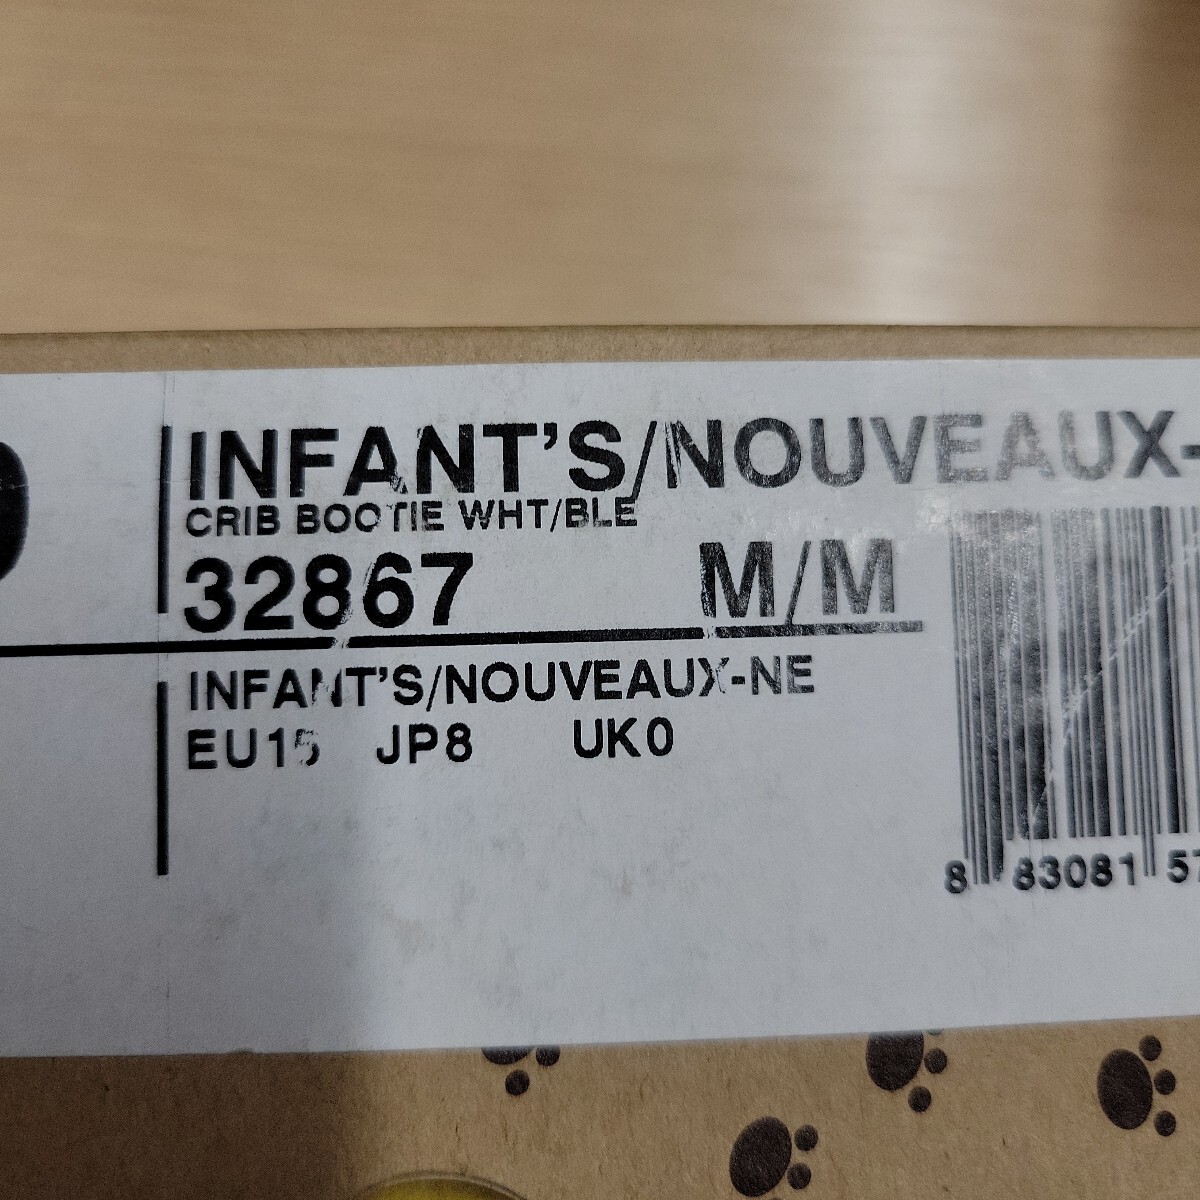 INFANT'S/NOUVEAUX-
CRIB BOOTIE WHT/BLE
32867 M/M
INFANT'S/NOUVEAUX-NE
EU15 JP8 UK0
8 83081 57